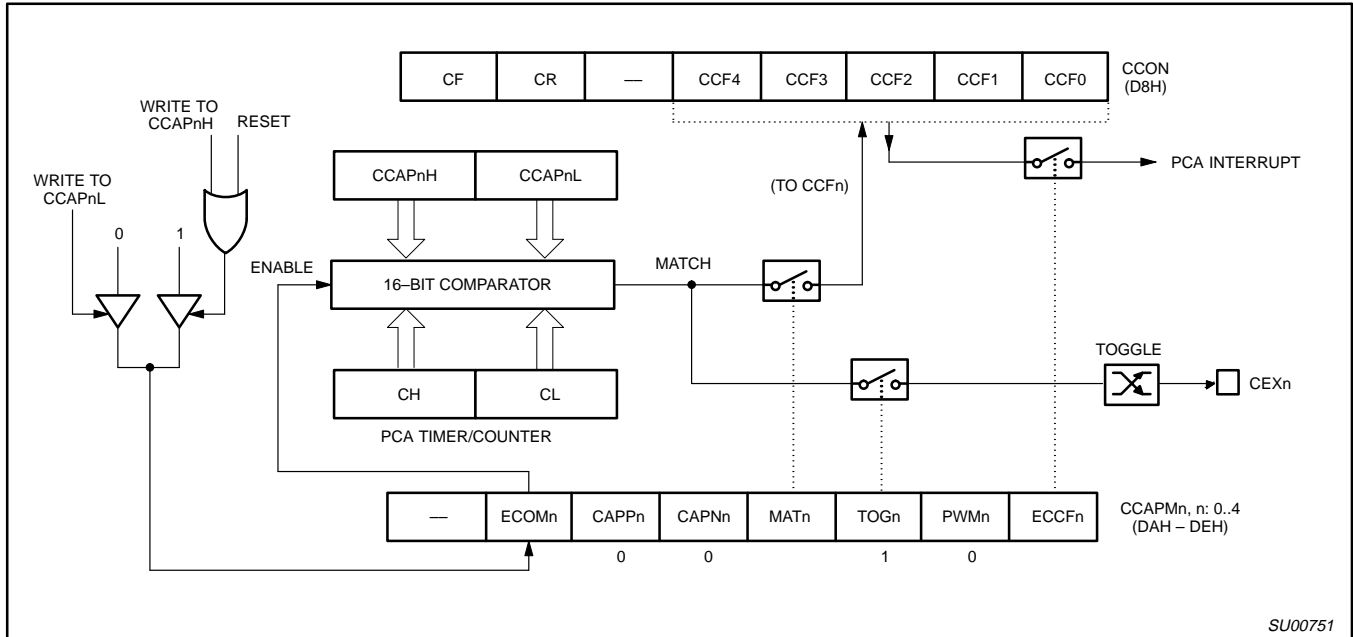 CF CR — CCF4 CCF3 CCF2 CCF1 CCF0
CCON
(D8H)
WRITE TO
CCAPnH
RESET
WRITE TO
CCAPnL
0
1
CCAPnH CCAPnL
(TO CCFn)
PCA INTERRUPT
ENABLE
16–BIT COMPARATOR
MATCH
TOGGLE
CEXn
CH CL
PCA TIMER/COUNTER
— ECOMn CAPPn CAPNn MATn TOGn PWMn ECCFn
CCAPMn, n: 0..4
(DAH – DEH)
0 0 1 0
SU00751